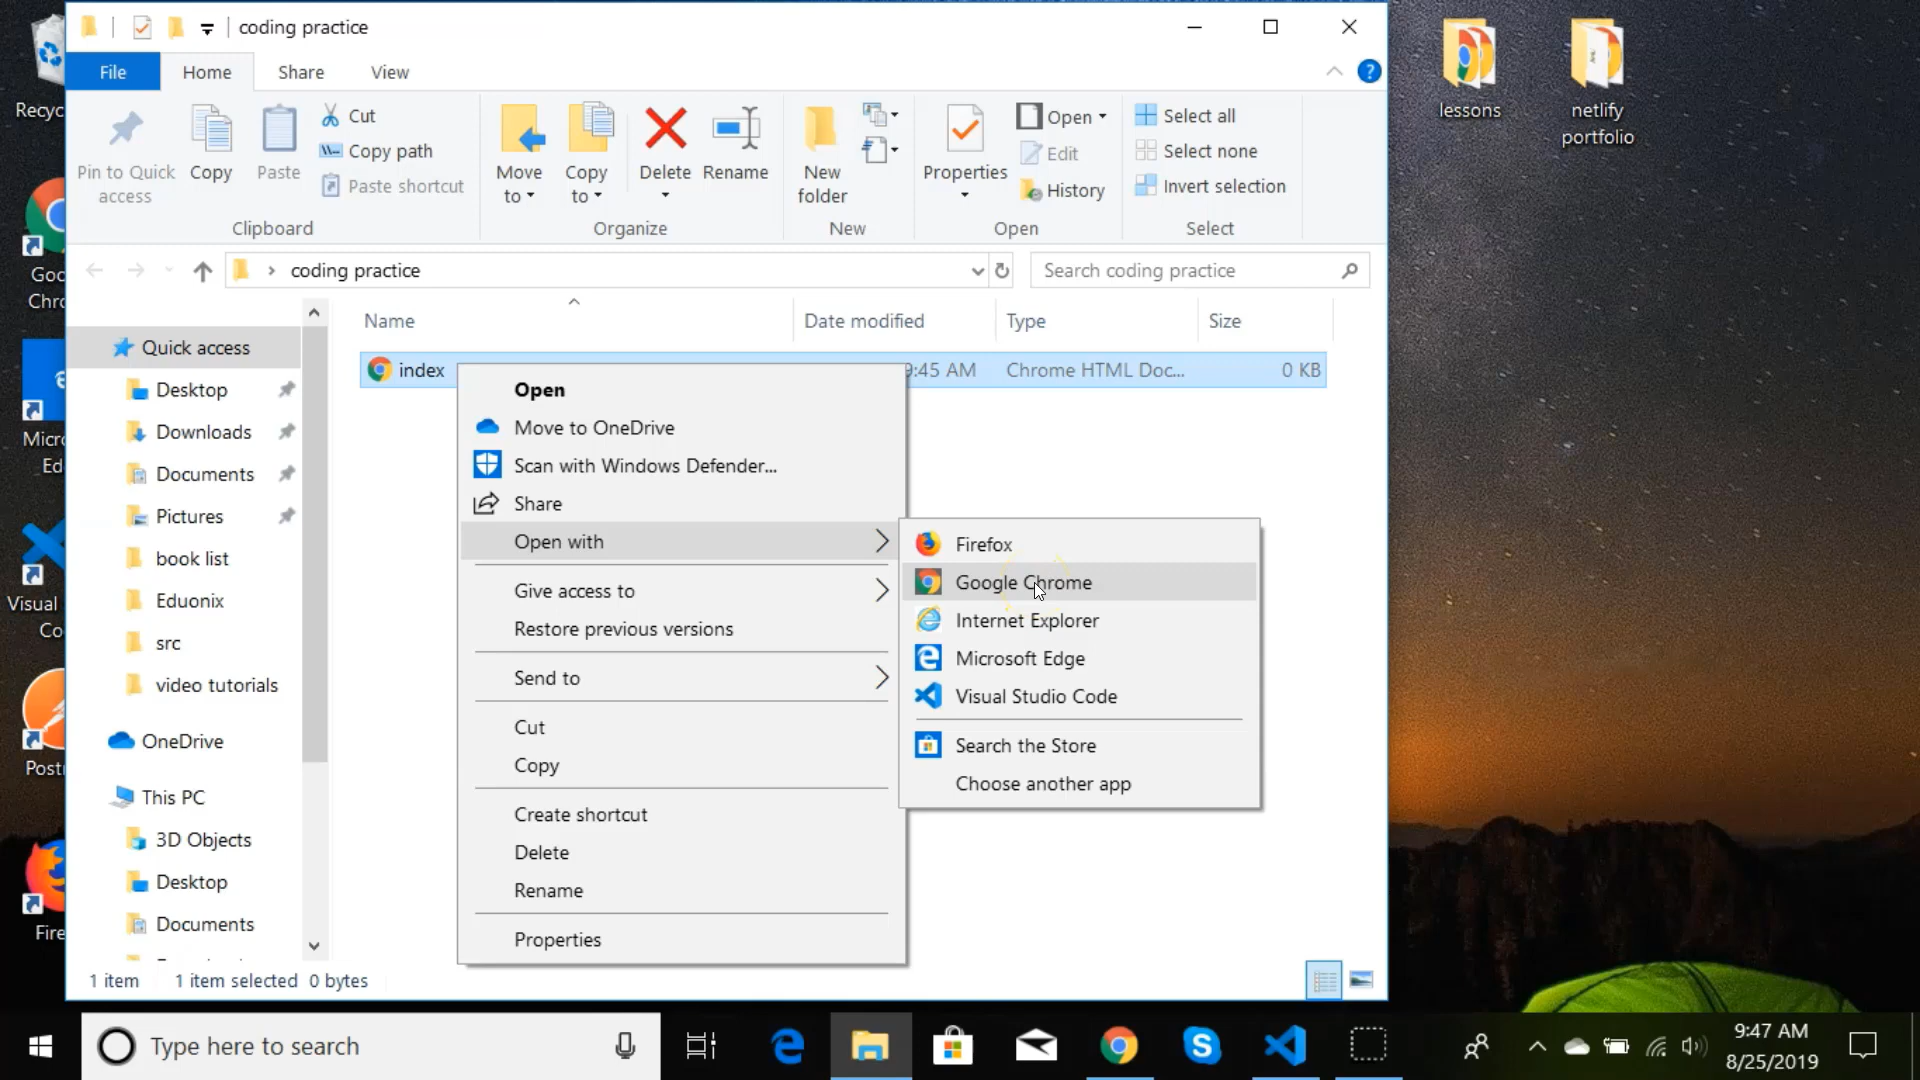 coding practice
File
Home
Share
View
Pin to Quick
access
Copy
Paste
Cut
Copy path
Paste shortcut
Clipboard
Move
to
Copy
to
Delete
Rename
Organize
New
folder
New
Properties
Open
Edit
History
Open
Select all
Select none
Invert selection
Select
coding practice
Search coding practice
Name
Date modified
Type
Size
index
9:45 AM
Chrome HTML Doc...
0 KB
Quick access
Desktop
Downloads
Documents
Pictures
book list
Eduonix
src
video tutorials
OneDrive
This PC
3D Objects
Desktop
Documents
Open
Move to OneDrive
Scan with Windows Defender...
Share
Open with
Give access to
Restore previous versions
Send to
Cut
Copy
Create shortcut
Delete
Rename
Properties
Firefox
Google Chrome
Internet Explorer
Microsoft Edge
Visual Studio Code
Search the Store
Choose another app
1 item
1 item selected
0 bytes
Recyc
Goo
Chro
Micro
Ed
Visual
Co
Postr
Fire
lessons
netlify
portfolio
Type here to search
9:47 AM
8/25/2019